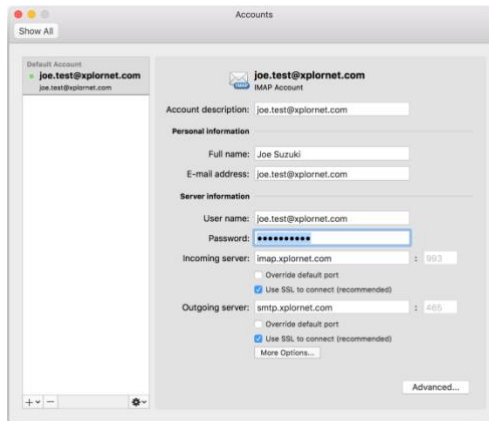 Accounts
Show All
Default Account
joe.test@xplornet.com
joe.test@xplornet.com
joe.test@xplornet.com
IMAP Account
Account description: joe.test@xplornet.com
Personal information
Full name: Joe Suzuki
E-mail address: joe.test@xplornet.com
Server information
User name: joe.test@xplornet.com
Password: ••••••••••
Incoming server: imap.xplornet.com : 993
Override default port
Use SSL to connect (recommended)
Outgoing server: smtp.xplornet.com : 465
Override default port
Use SSL to connect (recommended)
More Options...
Advanced...